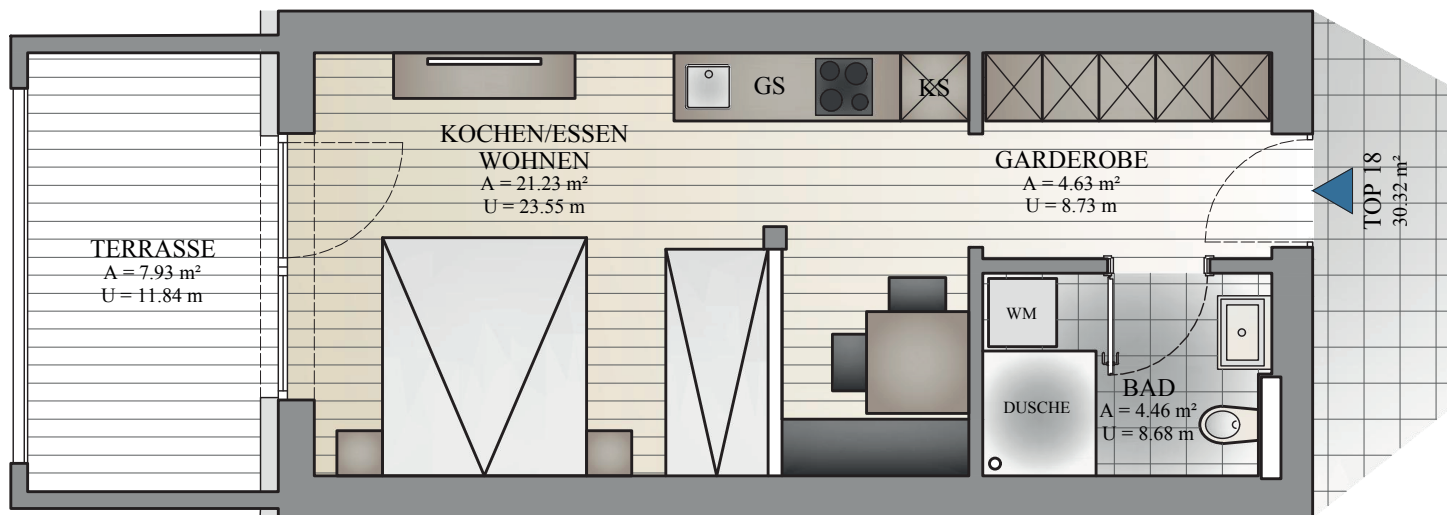 TERRASSE
A = 7.93 m²
U = 11.84 m
KOCHEN/ESSEN
WOHNEN
A = 21.23 m²
U = 23.55 m
GS
KS
GARDEROBE
A = 4.63 m²
U = 8.73 m
TOP 18
30.32 m²
WM
DUSCHE
BAD
A = 4.46 m²
U = 8.68 m